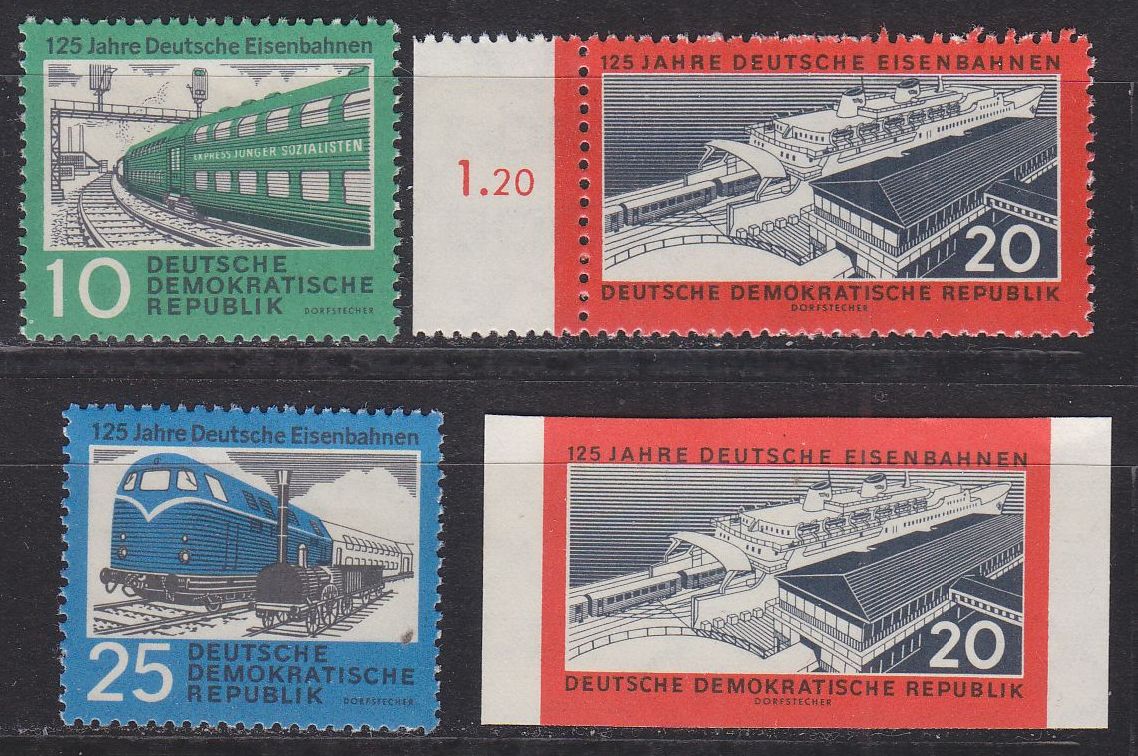 125 Jahre Deutsche Eisenbahnen
EXPRESS JUNGER SOZIALISTEN
10
DEUTSCHE
DEMOKRATISCHE
REPUBLIK
DORFSTECHER
1.20
125 JAHRE DEUTSCHE EISENBAHNEN
20
DEUTSCHE DEMOKRATISCHE REPUBLIK
DORFSTECHER
125 Jahre Deutsche Eisenbahnen
25
DEUTSCHE
DEMOKRATISCHE
REPUBLIK
DORFSTECHER
125 JAHRE DEUTSCHE EISENBAHNEN
20
DEUTSCHE DEMOKRATISCHE REPUBLIK
DORFSTECHER